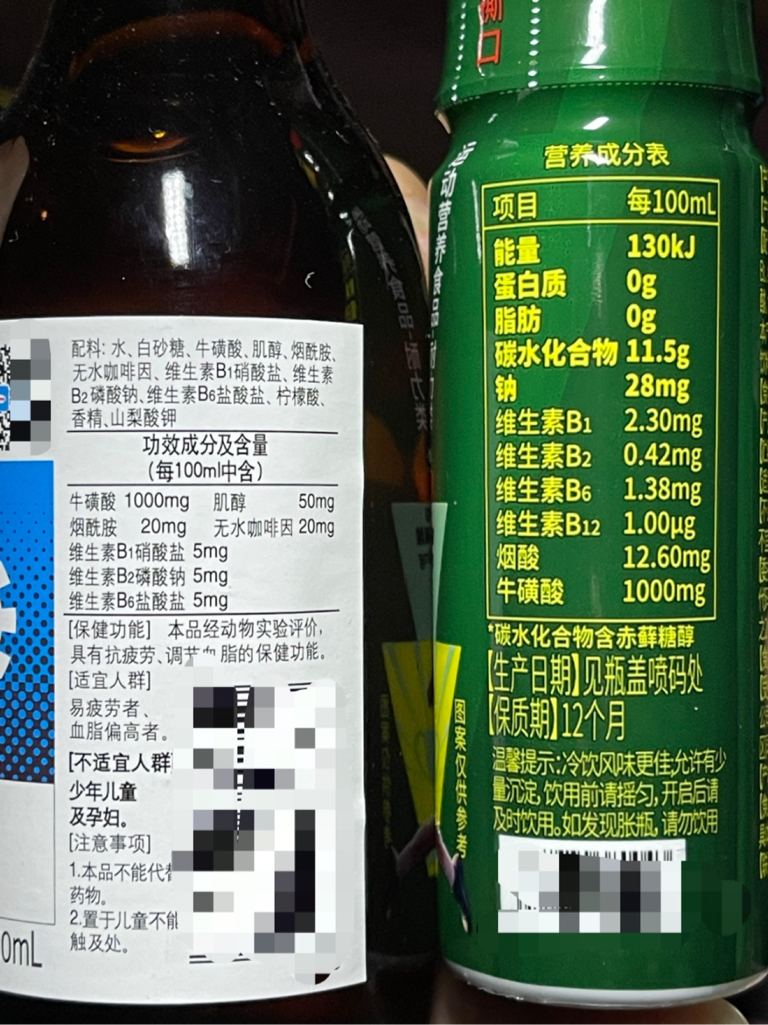 配料: 水、白砂糖、牛磺酸、肌醇、烟酰胺、
无水咖啡因、维生素B1硝酸盐、维生素
B2磷酸钠、维生素B6盐酸盐、柠檬酸、
香精、山梨酸钾
功效成分及含量
(每100ml中含)
牛磺酸 1000mg 肌醇 50mg
烟酰胺 20mg 无水咖啡因 20mg
维生素B1硝酸盐 5mg
维生素B2磷酸钠 5mg
维生素B6盐酸盐 5mg
[保健功能] 本品经动物实验评价,
具有抗疲劳、调节血脂的保健功能。
[适宜人群]
易疲劳者、
血脂偏高者。
[不适宜人群]
少年儿童
及孕妇。
[注意事项]
1.本品不能代替
药物。
2.置于儿童不能
触及处。
0mL
撕
口
运动营养食品
营养成分表
项目 每100mL
能量 130kJ
蛋白质 0g
脂肪 0g
碳水化合物 11.5g
钠 28mg
维生素B1 2.30mg
维生素B2 0.42mg
维生素B6 1.38mg
维生素B12 1.00μg
烟酸 12.60mg
牛磺酸 1000mg
*碳水化合物含赤藓糖醇
【生产日期】见瓶盖喷码处
【保质期】12个月
温馨提示:冷饮风味更佳;允许有少
量沉淀,饮用前请摇匀,开启后请
及时饮用。如发现胀瓶,请勿饮用
图案仅供参考